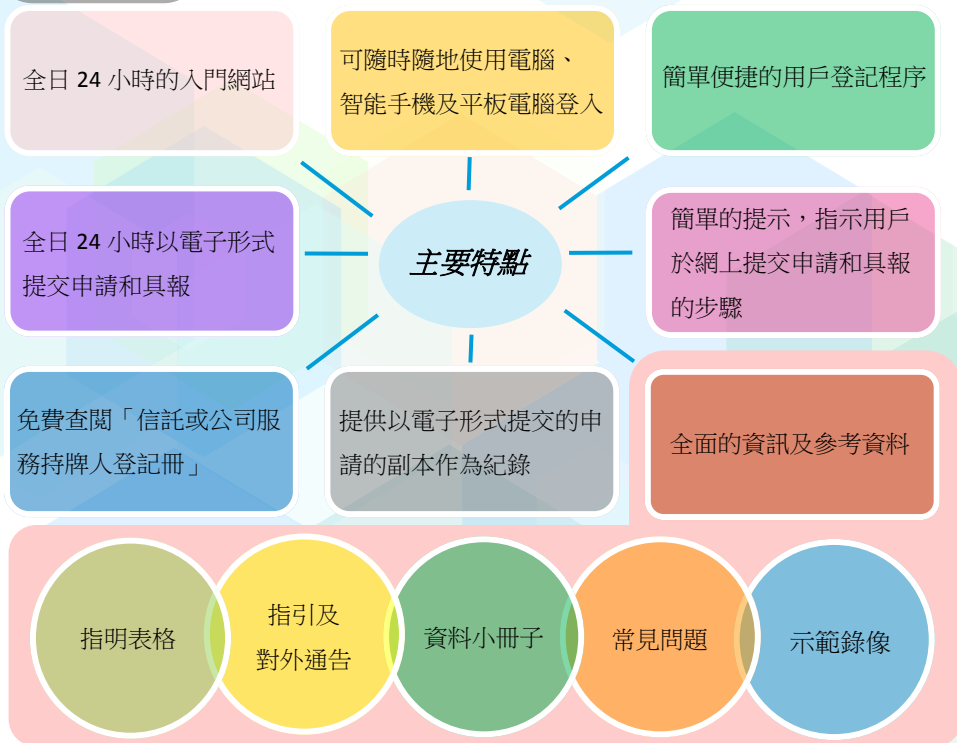 全日 24 小時的入門網站
可隨時隨地使用電腦、
智能手機及平板電腦登入
簡單便捷的用戶登記程序
全日 24 小時以電子形式
提交申請和具報
主要特點
簡單的提示，指示用戶
於網上提交申請和具報
的步驟
免費查閱「信託或公司服
務持牌人登記冊」
提供以電子形式提交的申
請的副本作為紀錄
全面的資訊及參考資料
指明表格
指引及
對外通告
資料小冊子
常見問題
示範錄像